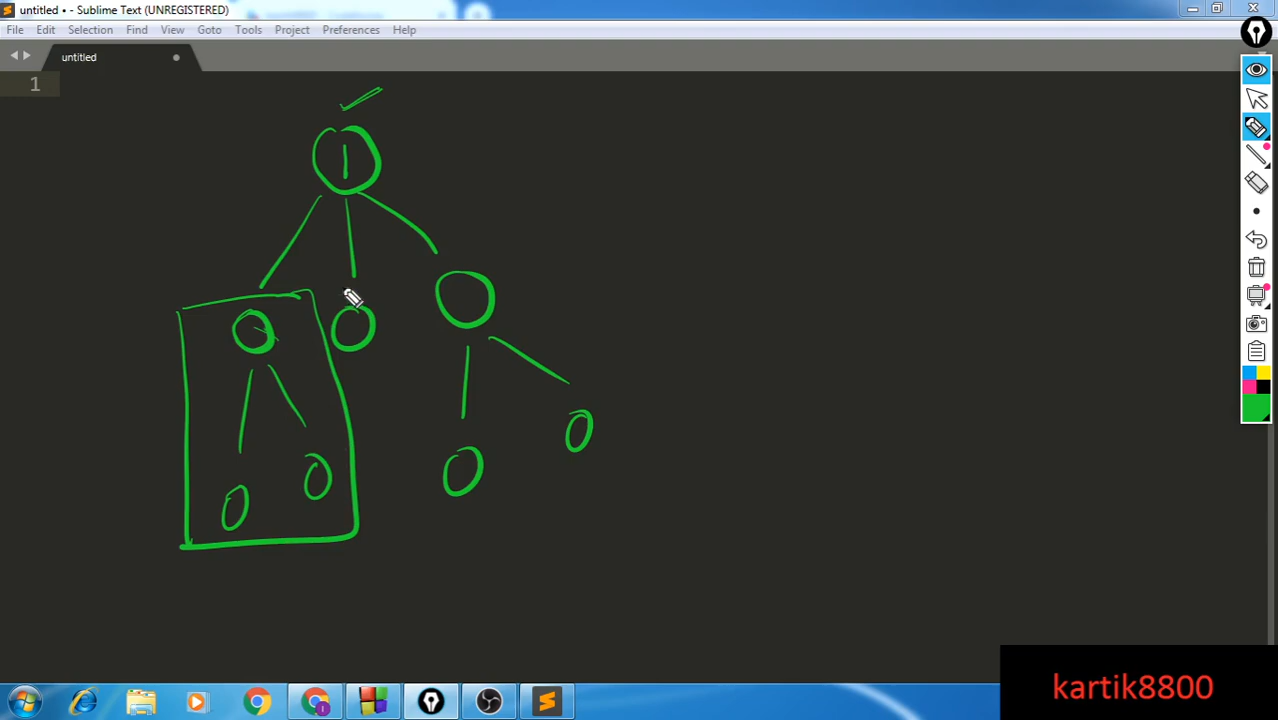 untitled • - Sublime Text (UNREGISTERED)
File Edit Selection Find View Goto Tools Project Preferences Help
untitled
1
1
kartik8800